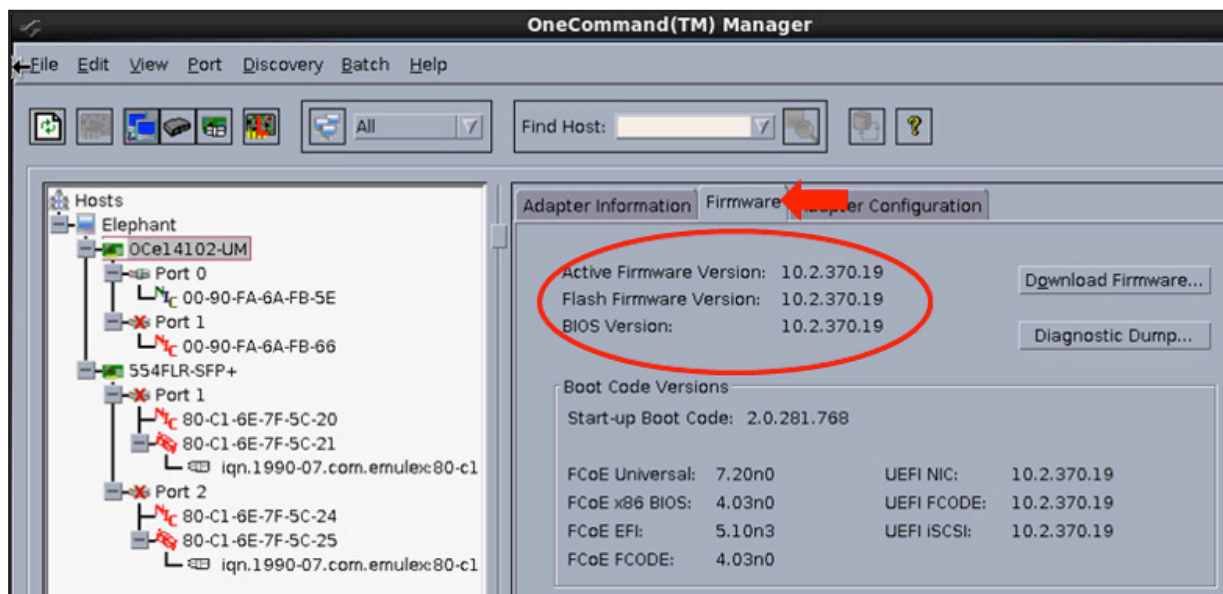 OneCommand(TM) Manager
File Edit View Port Discovery Batch Help
All
Find Host:
?
Hosts
Elephant
OCe14102-UM
Port 0
NIC 00-90-FA-6A-FB-5E
Port 1
NIC 00-90-FA-6A-FB-66
554FLR-SFP+
Port 1
NIC 80-C1-6E-7F-5C-20
80-C1-6E-7F-5C-21
iqn.1990-07.com.emulex:80-c1
Port 2
NIC 80-C1-6E-7F-5C-24
80-C1-6E-7F-5C-25
iqn.1990-07.com.emulex:80-c1
Adapter Information Firmware Configuration
Active Firmware Version: 10.2.370.19
Download Firmware...
Flash Firmware Version: 10.2.370.19
BIOS Version: 10.2.370.19
Diagnostic Dump...
Boot Code Versions
Start-up Boot Code: 2.0.281.768
FCoE Universal: 7.20n0 UEFI NIC: 10.2.370.19
FCoE x86 BIOS: 4.03n0 UEFI FCODE: 10.2.370.19
FCoE EFI: 5.10n3 UEFI iSCSI: 10.2.370.19
FCoE FCODE: 4.03n0